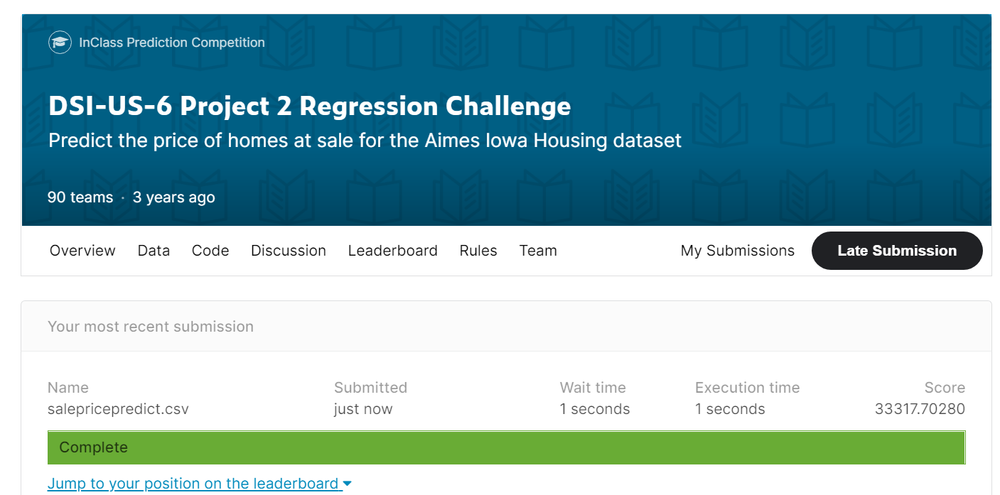 InClass Prediction Competition
DSI-US-6 Project 2 Regression Challenge
Predict the price of homes at sale for the Aimes Iowa Housing dataset
90 teams · 3 years ago
Overview Data Code Discussion Leaderboard Rules Team My Submissions Late Submission
Your most recent submission
Name Submitted Wait time Execution time Score
salepricepredict.csv just now 1 seconds 1 seconds 33317.70280
Complete
Jump to your position on the leaderboard